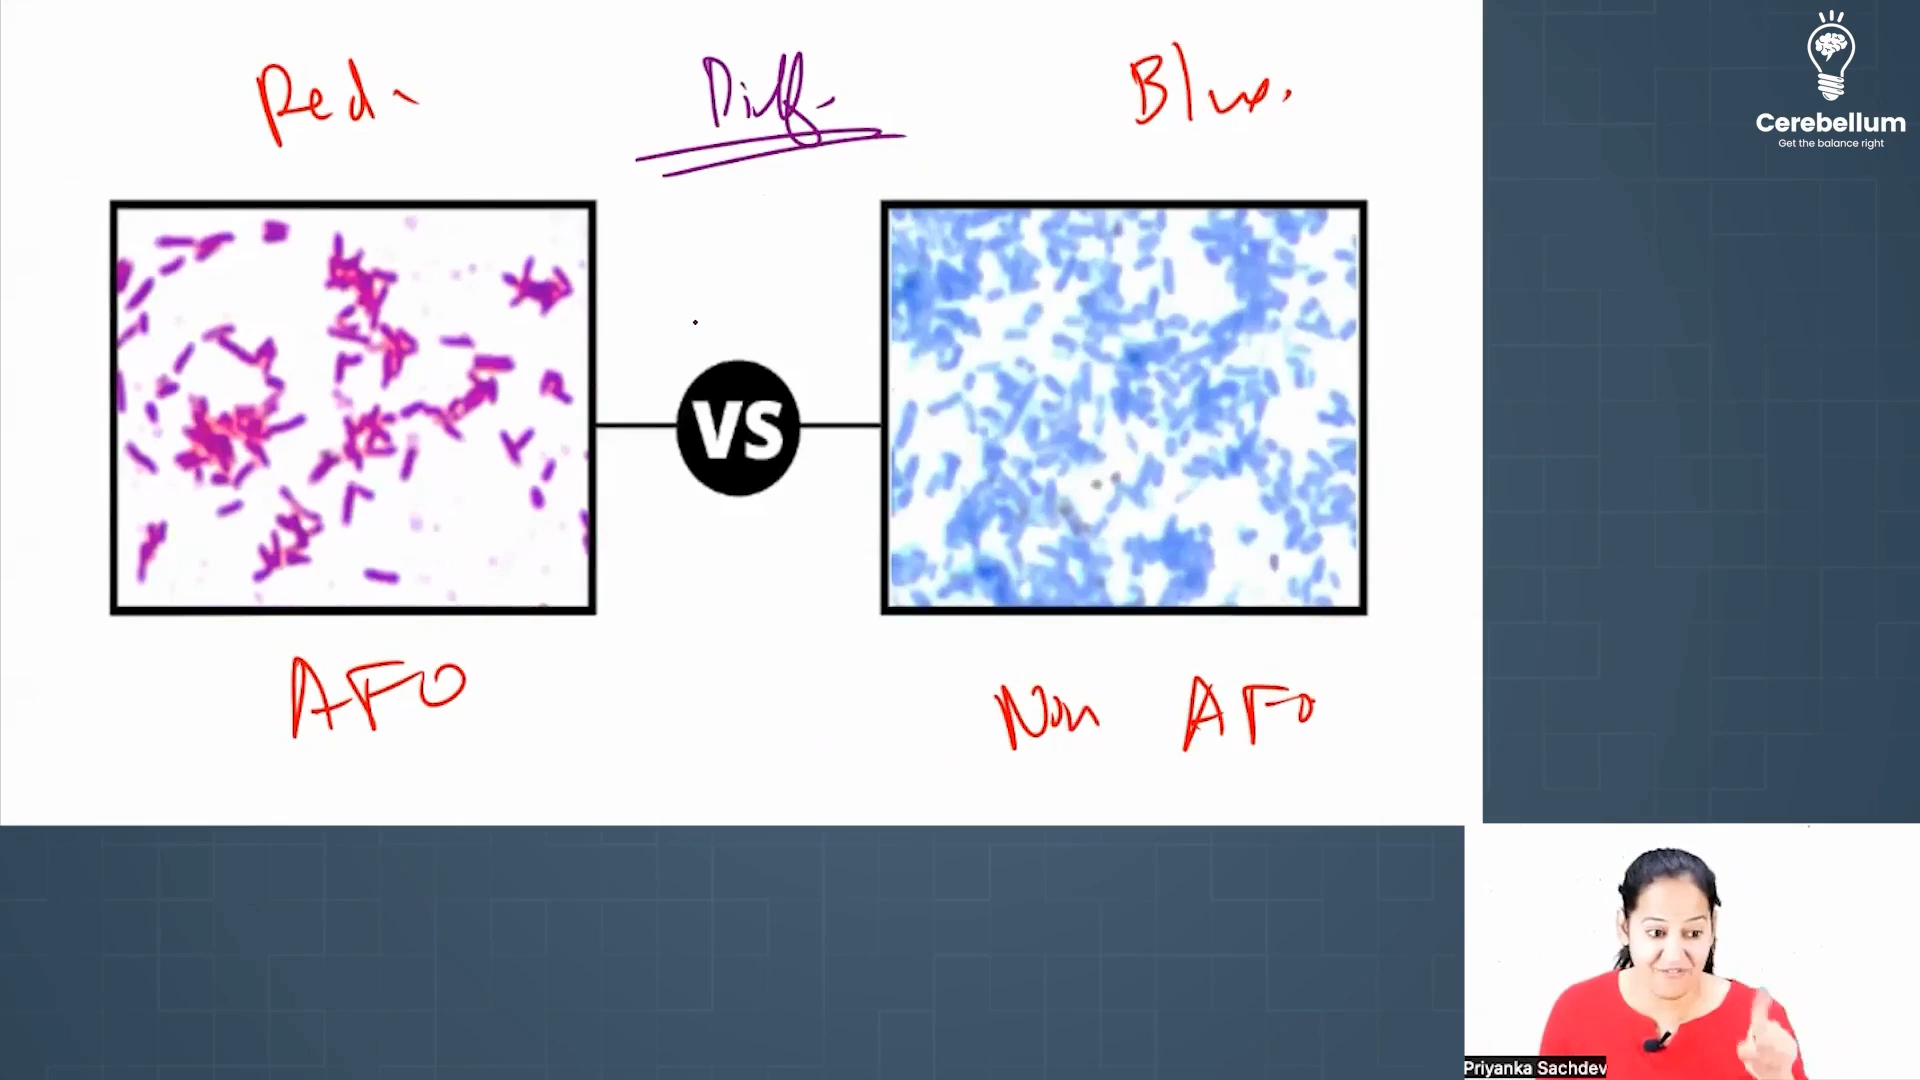 Red Diff. Blue.
Cerebellum
Get the balance right
VS
AFO Non AFO
Priyanka Sachdev